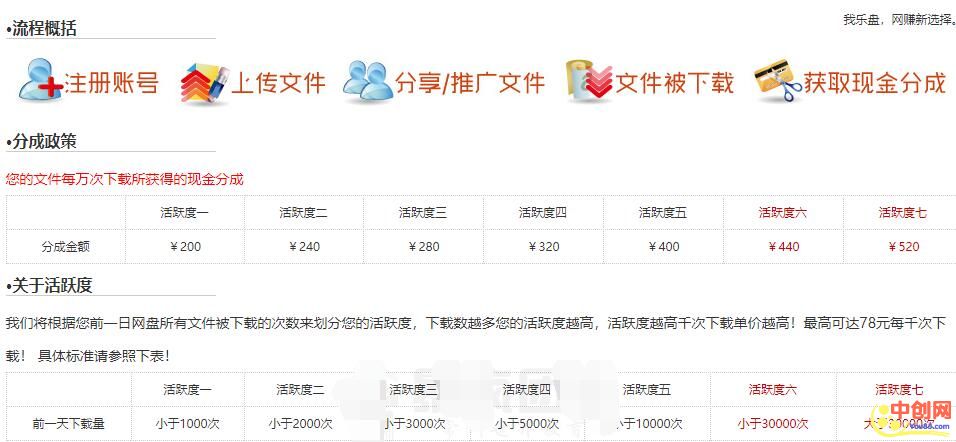 我乐盘，网赚新选择。
•流程概括
注册账号 上传文件 分享/推广文件 文件被下载 获取现金分成
•分成政策
您的文件每万次下载所获得的现金分成
活跃度一 活跃度二 活跃度三 活跃度四 活跃度五 活跃度六 活跃度七
分成金额 ￥200 ￥240 ￥280 ￥320 ￥400 ￥440 ￥520
•关于活跃度
我们将根据您前一日网盘所有文件被下载的次数来划分您的活跃度，下载数越多您的活跃度越高，活跃度越高千次下载单价越高！最高可达78元每千次下
载！ 具体标准请参照下表！
活跃度一 活跃度二 活跃度三 活跃度四 活跃度五 活跃度六 活跃度七
前一天下载量 小于1000次 小于2000次 小于3000次 小于5000次 小于10000次 小于30000次
中创网